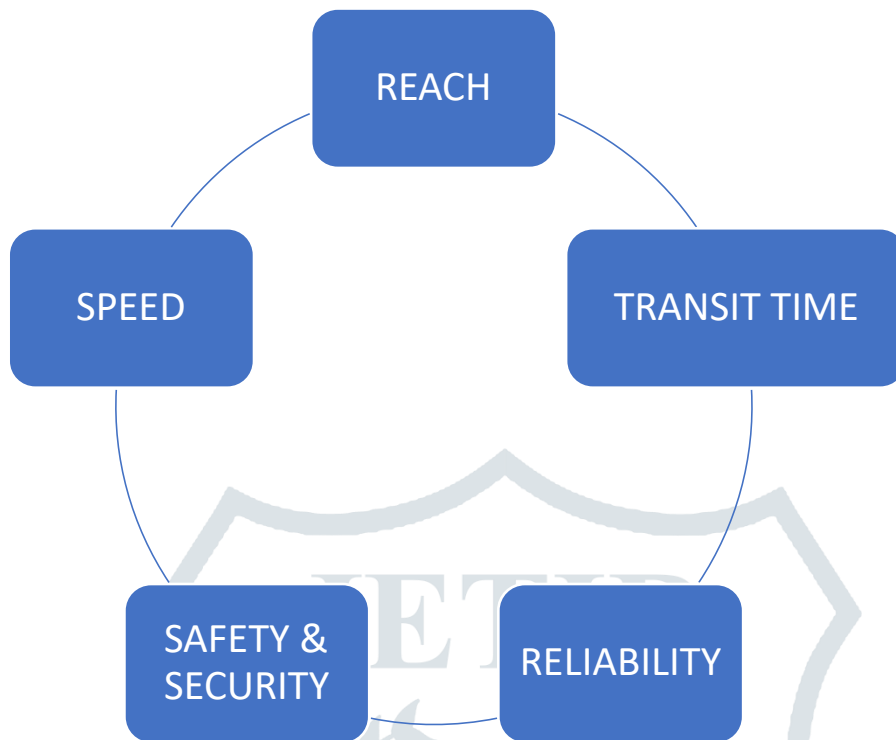 REACH
SPEED
TRANSIT TIME
SAFETY &
SECURITY
RELIABILITY